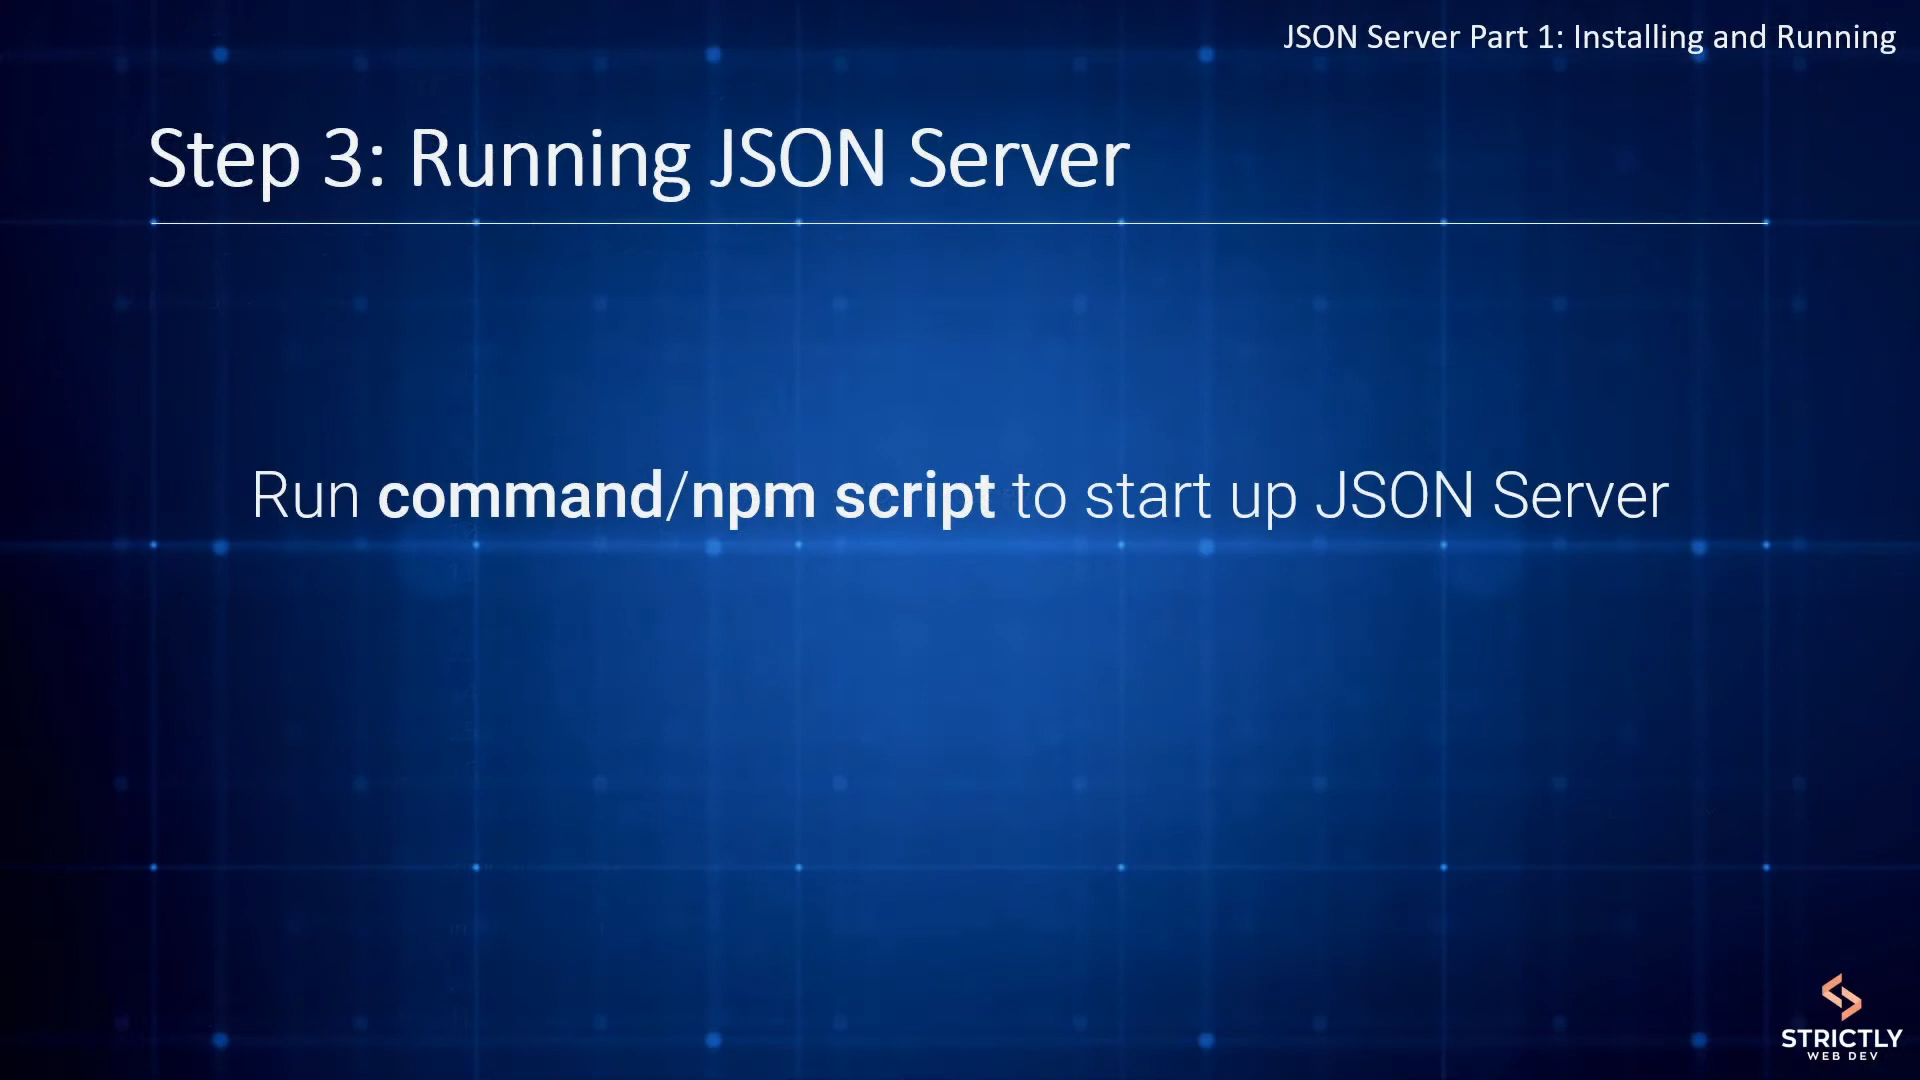 JSON Server Part 1: Installing and Running
Step 3: Running JSON Server
Run command/npm script to start up JSON Server
STRICTLY
WEB DEV